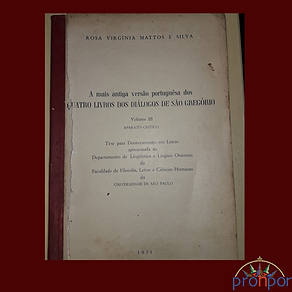 ROSA VIRGÍNIA MATTOS E SILVA
A mais antiga versão portuguêsa dos
QUATRO LIVROS DOS DIÁLOGOS DE SÃO GREGÓRIO
Volume III
APARATO CRÍTICO
Tese para Doutoramento em Letras
apresentada ao
Departamento de Lingüística e Línguas Orientais
da
Faculdade de Filosofia, Letras e Ciências Humanas
da
UNIVERSIDADE DE SÃO PAULO
1971
prohpor